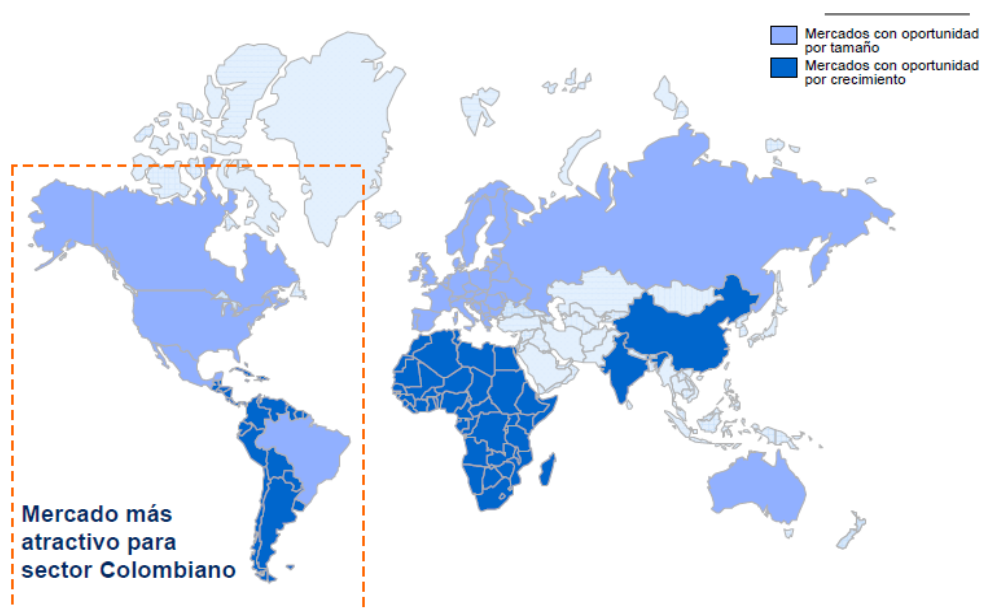 Mercados con oportunidad
por tamaño
Mercados con oportunidad
por crecimiento
Mercado más
atractivo para
sector Colombiano